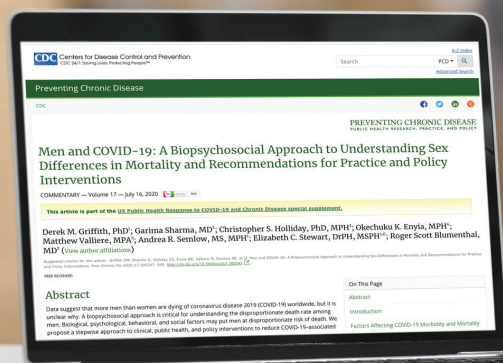 A-Z Index
CDC Centers for Disease Control and Prevention
CDC 24/7. Saving Lives, Protecting People™
Search
PCD
Advanced Search
Preventing Chronic Disease
CDC
PREVENTING CHRONIC DISEASE
PUBLIC HEALTH RESEARCH, PRACTICE, AND POLICY
Men and COVID-19: A Biopsychosocial Approach to Understanding Sex
Differences in Mortality and Recommendations for Practice and Policy
Interventions
COMMENTARY — Volume 17 — July 16, 2020
This article is part of the US Public Health Response to COVID-19 and Chronic Disease special supplement.
Derek M. Griffith, PhD; Garima Sharma, MD; Christopher S. Holliday, PhD, MPH; Okechuku K. Enyia, MPH;
Matthew Valliere, MPA; Andrea R. Semlow, MS, MPH; Elizabeth C. Stewart, DrPH, MSPH; Roger Scott Blumenthal,
MD (View author affiliations)
PEER REVIEWED
On This Page
Abstract
Abstract
Data suggest that more men than women are dying of coronavirus disease 2019 (COVID-19) worldwide, but it is
unclear why. A biopsychosocial approach is critical for understanding the disproportionate death rate among
men. Biological, psychological, behavioral, and social factors may put men at disproportionate risk of death. We
propose a stepwise approach to clinical, public health, and policy interventions to reduce COVID-19–associated
Introduction
Factors Affecting COVID-19 Morbidity and Mortality